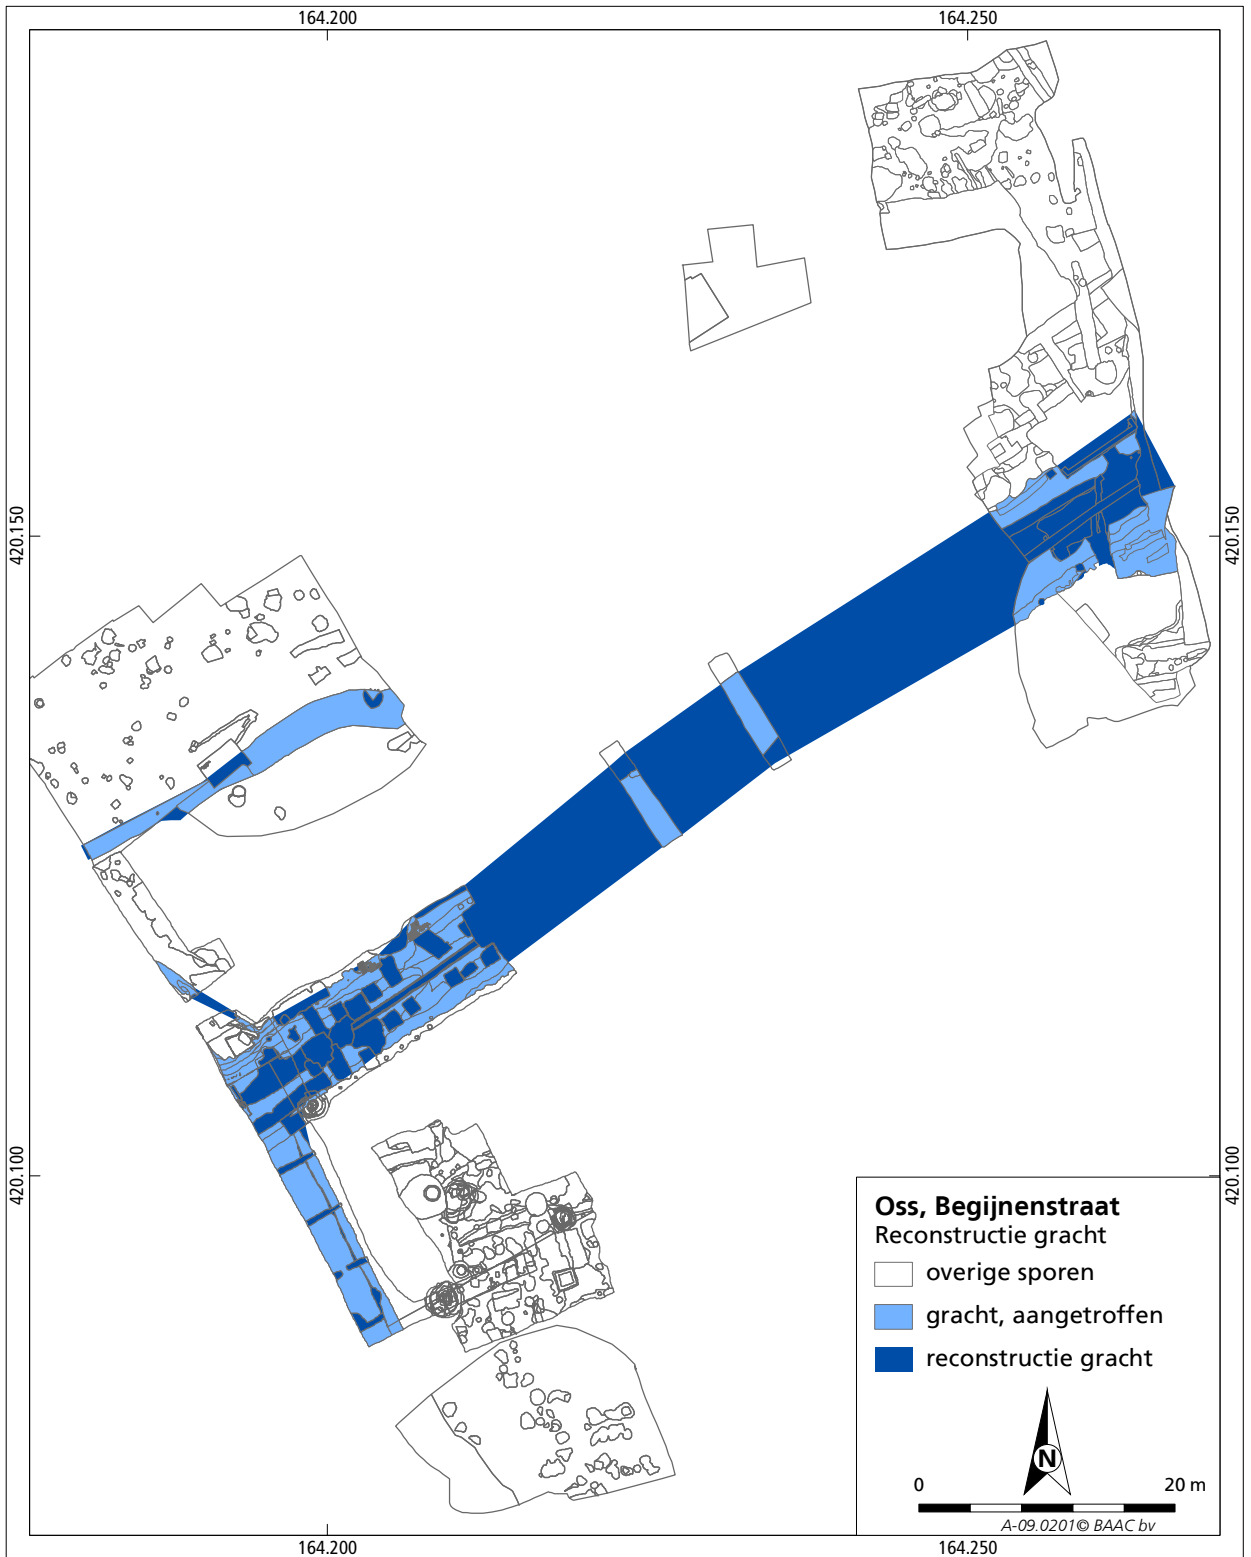 164.200 164.250
420.150 420.150
420.100 420.100
Oss, Begijnenstraat
Reconstructie gracht
overige sporen
gracht, aangetroffen
reconstructie gracht
N
0 20 m
A-09.0201© BAAC bv
164.200 164.250